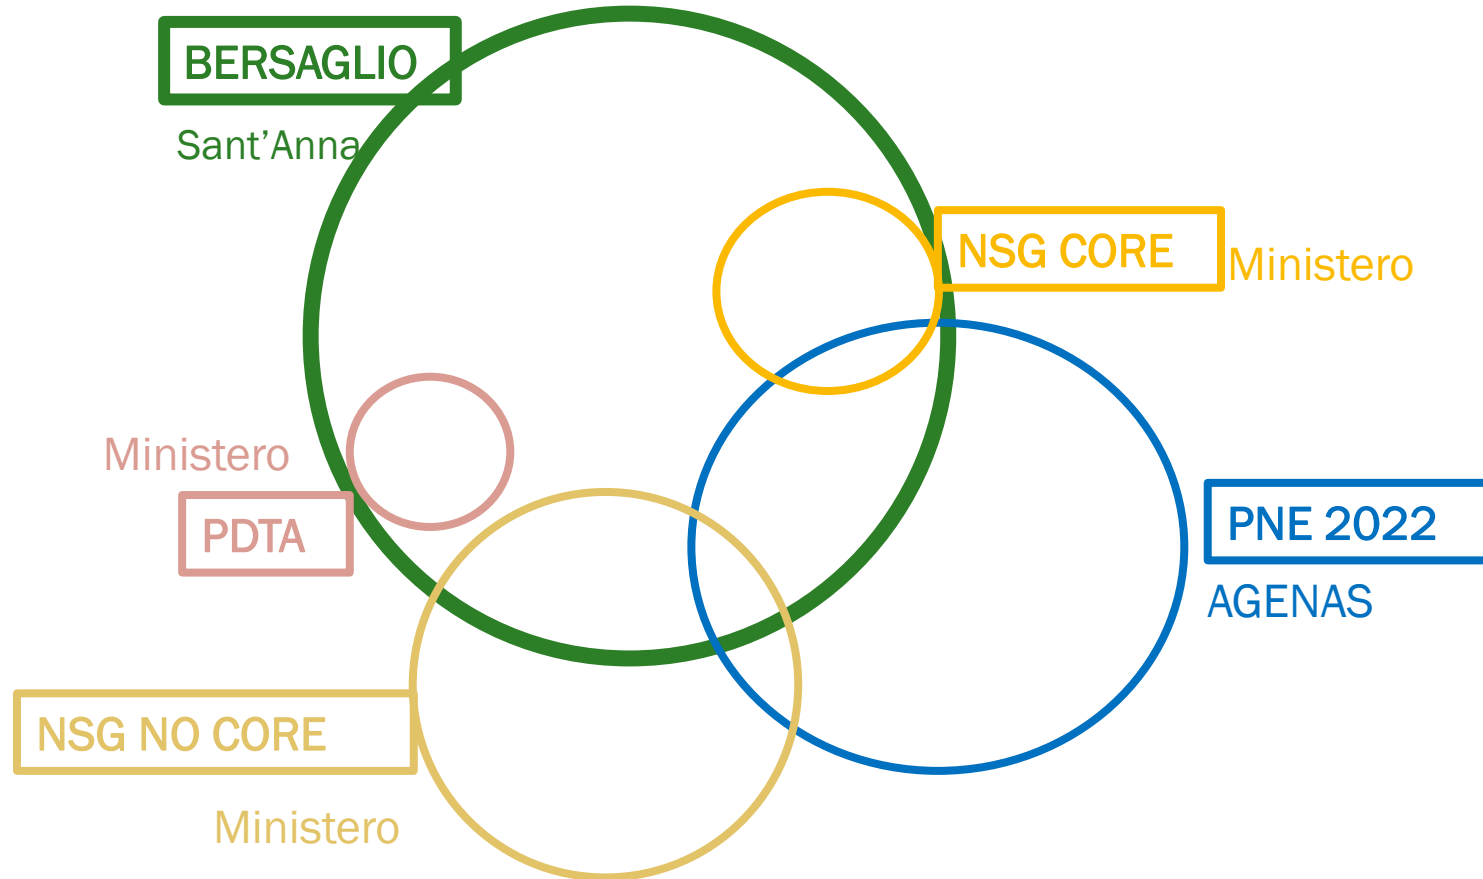 BERSAGLIO
Sant’Anna
NSG CORE
Ministero
Ministero
PDTA
PNE 2022
AGENAS
NSG NO CORE
Ministero